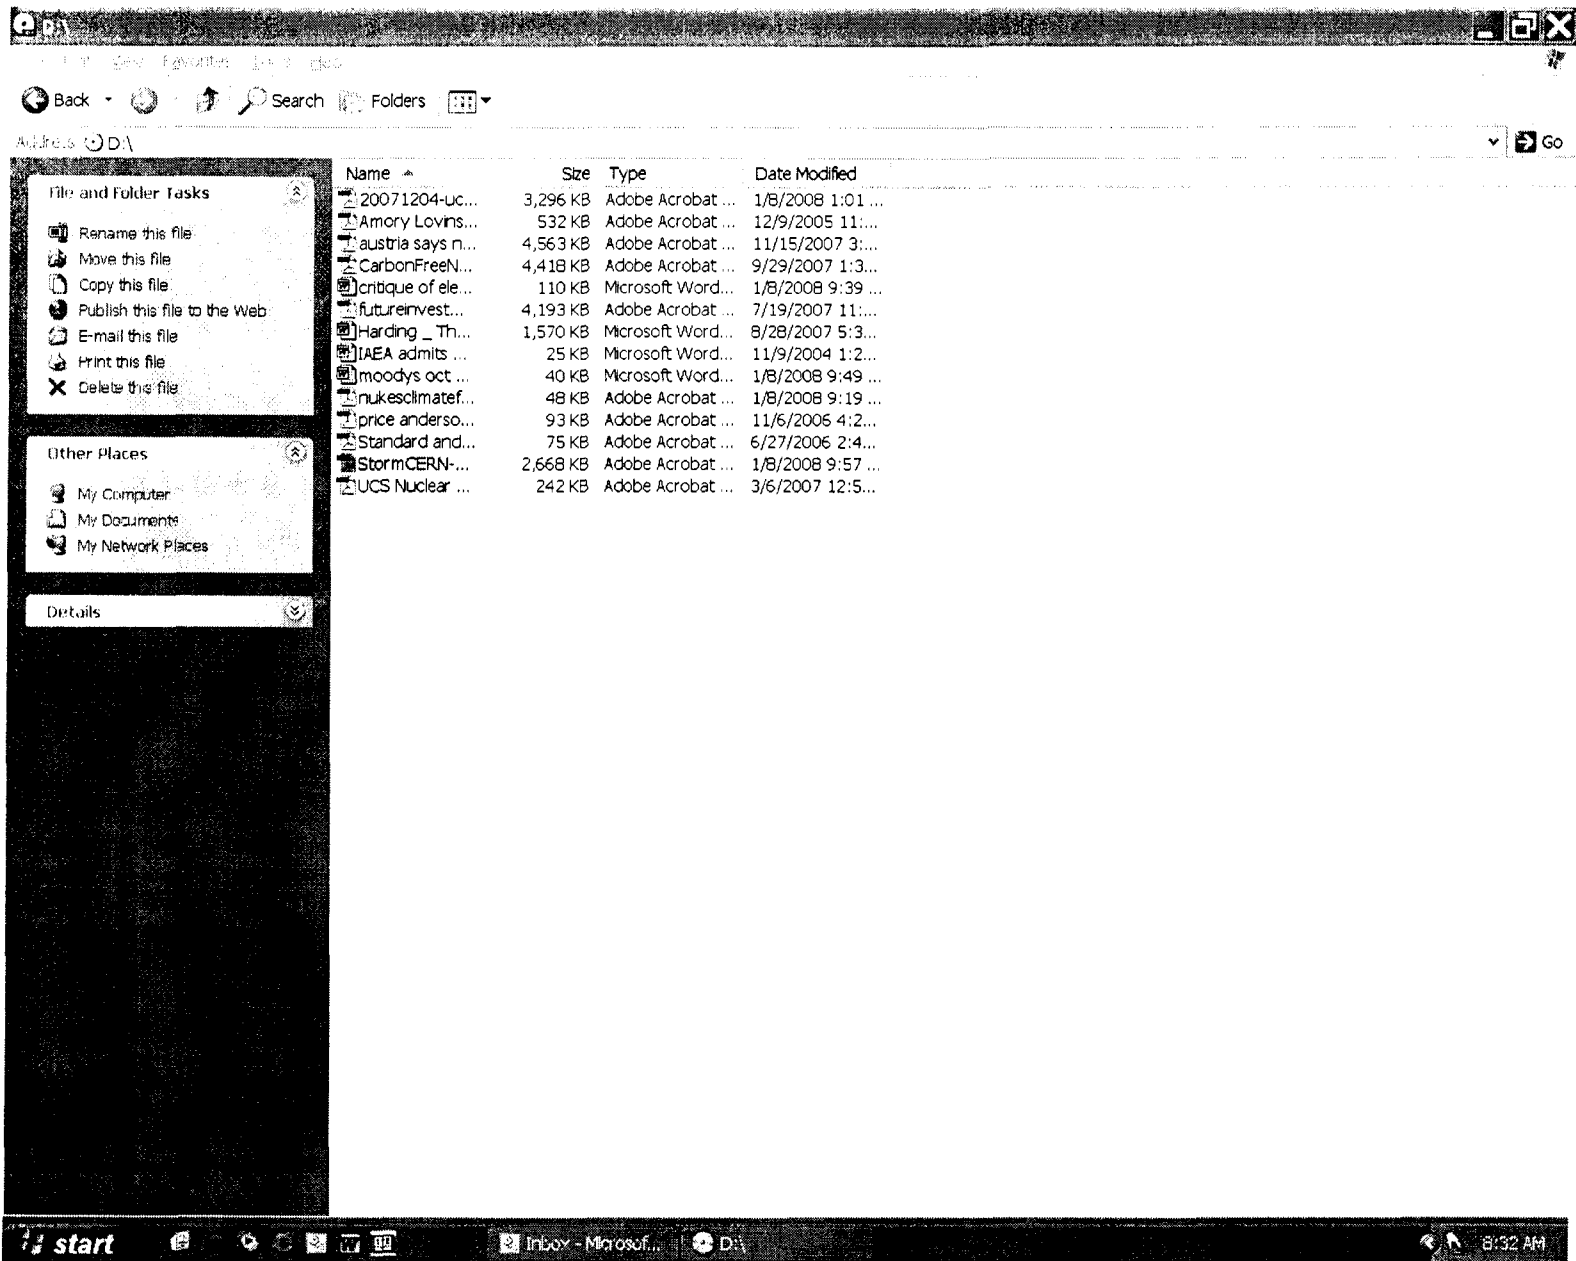 D:\
View Favorites Tools Help
Back Search Folders
Address D:\ Go
File and Folder Tasks
Rename this file
Move this file
Copy this file
Publish this file to the Web
E-mail this file
Print this file
Delete this file
Other Places
My Computer
My Documents
My Network Places
Details
Name Size Type Date Modified
20071204-uc... 3,296 KB Adobe Acrobat ... 1/8/2008 1:01 ...
Amory Lovins... 532 KB Adobe Acrobat ... 12/9/2005 11:...
austria says n... 4,563 KB Adobe Acrobat ... 11/15/2007 3:...
CarbonFreeN... 4,418 KB Adobe Acrobat ... 9/29/2007 1:3...
critique of ele... 110 KB Microsoft Word... 1/8/2008 9:39 ...
futureinvest... 4,193 KB Adobe Acrobat ... 7/19/2007 11:...
Harding _ Th... 1,570 KB Microsoft Word... 8/28/2007 5:3...
IAEA admits ... 25 KB Microsoft Word... 11/9/2004 1:2...
moodys oct ... 40 KB Microsoft Word... 1/8/2008 9:49 ...
nukesclimatef... 48 KB Adobe Acrobat ... 1/8/2008 9:19 ...
price anderso... 93 KB Adobe Acrobat ... 11/6/2006 4:2...
Standard and... 75 KB Adobe Acrobat ... 6/27/2006 2:4...
StormCERN-... 2,668 KB Adobe Acrobat ... 1/8/2008 9:57 ...
UCS Nuclear ... 242 KB Adobe Acrobat ... 3/6/2007 12:5...
start Inbox - Microsof... D:\ 8:32 AM